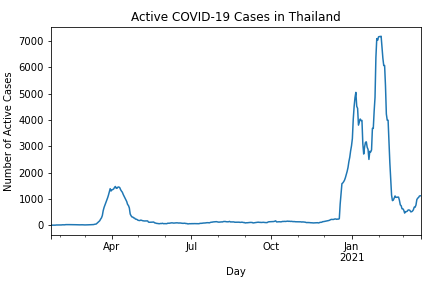 Active COVID-19 Cases in Thailand
Number of Active Cases
7000
6000
5000
4000
3000
2000
1000
0
Apr
Jul
Oct
Jan
2021
Day